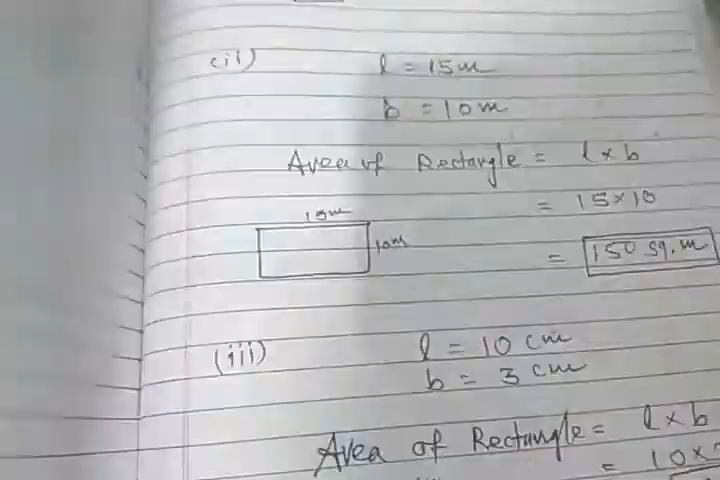 (ii) l = 15m
b = 10m
Area of Rectangle = l × b
= 15×10
15m
10m
= 150 sq.m
(iii) l = 10 cm
b = 3 cm
Area of Rectangle = l × b
= 10×